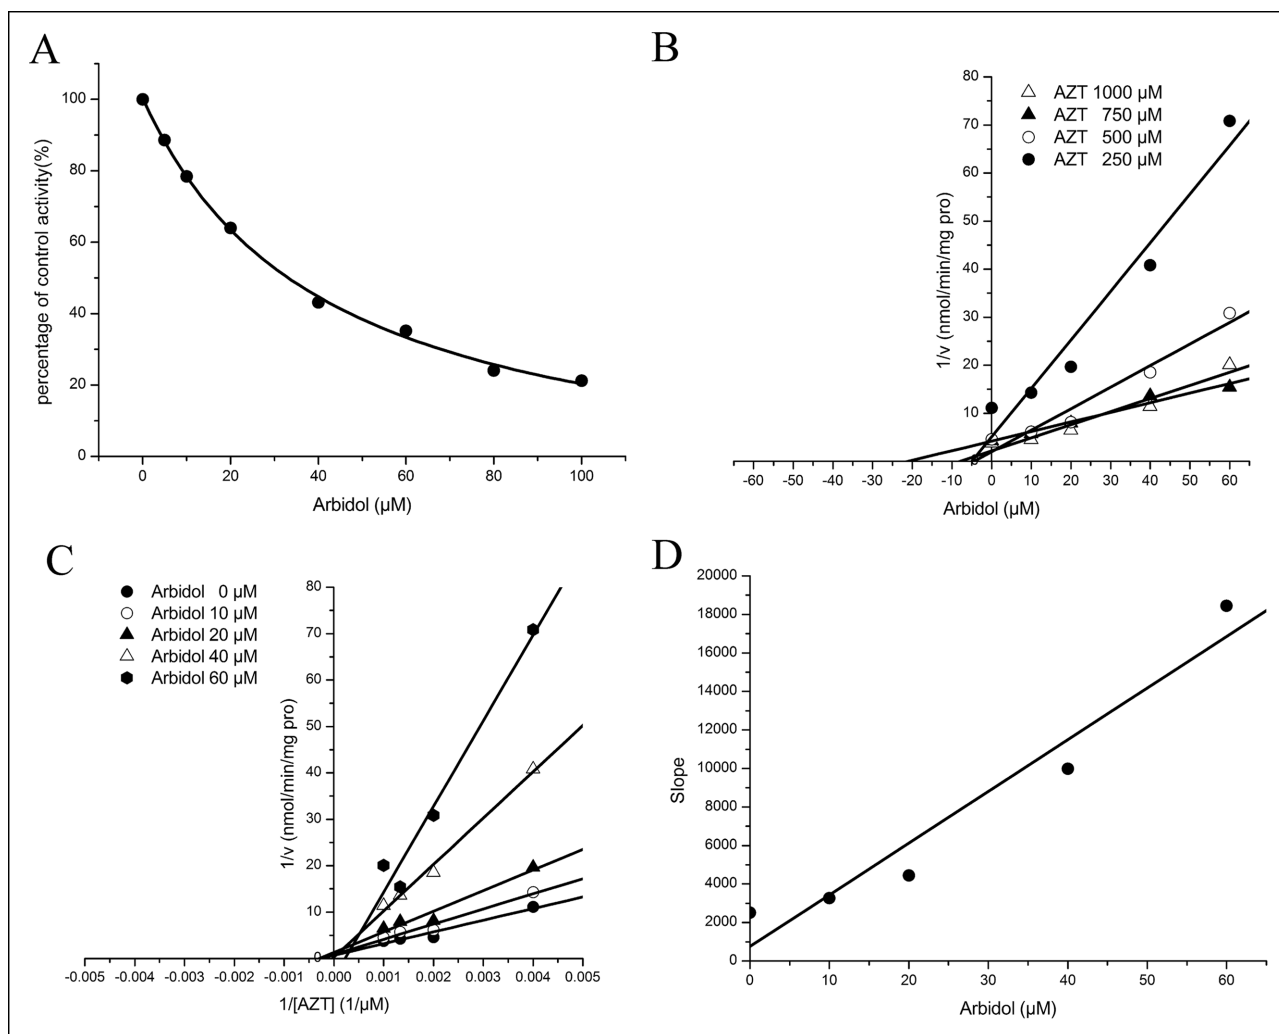 A
100
80
60
40
20
0
percentage of control activity(%)
0 20 40 60 80 100
Arbidol (µM)
B
AZT 1000 µM
AZT 750 µM
AZT 500 µM
AZT 250 µM
80
70
60
50
40
30
20
10
1/v (nmol/min/mg pro)
-60 -50 -40 -30 -20 -10 0 10 20 30 40 50 60
Arbidol (µM)
C
Arbidol 0 µM
Arbidol 10 µM
Arbidol 20 µM
Arbidol 40 µM
Arbidol 60 µM
80
70
60
50
40
30
20
10
0
1/v (nmol/min/mg pro)
-0.005 -0.004 -0.003 -0.002 -0.001 0.000 0.001 0.002 0.003 0.004 0.005
1/[AZT] (1/µM)
D
20000
18000
16000
14000
12000
10000
8000
6000
4000
2000
0
Slope
0 10 20 30 40 50 60
Arbidol (µM)